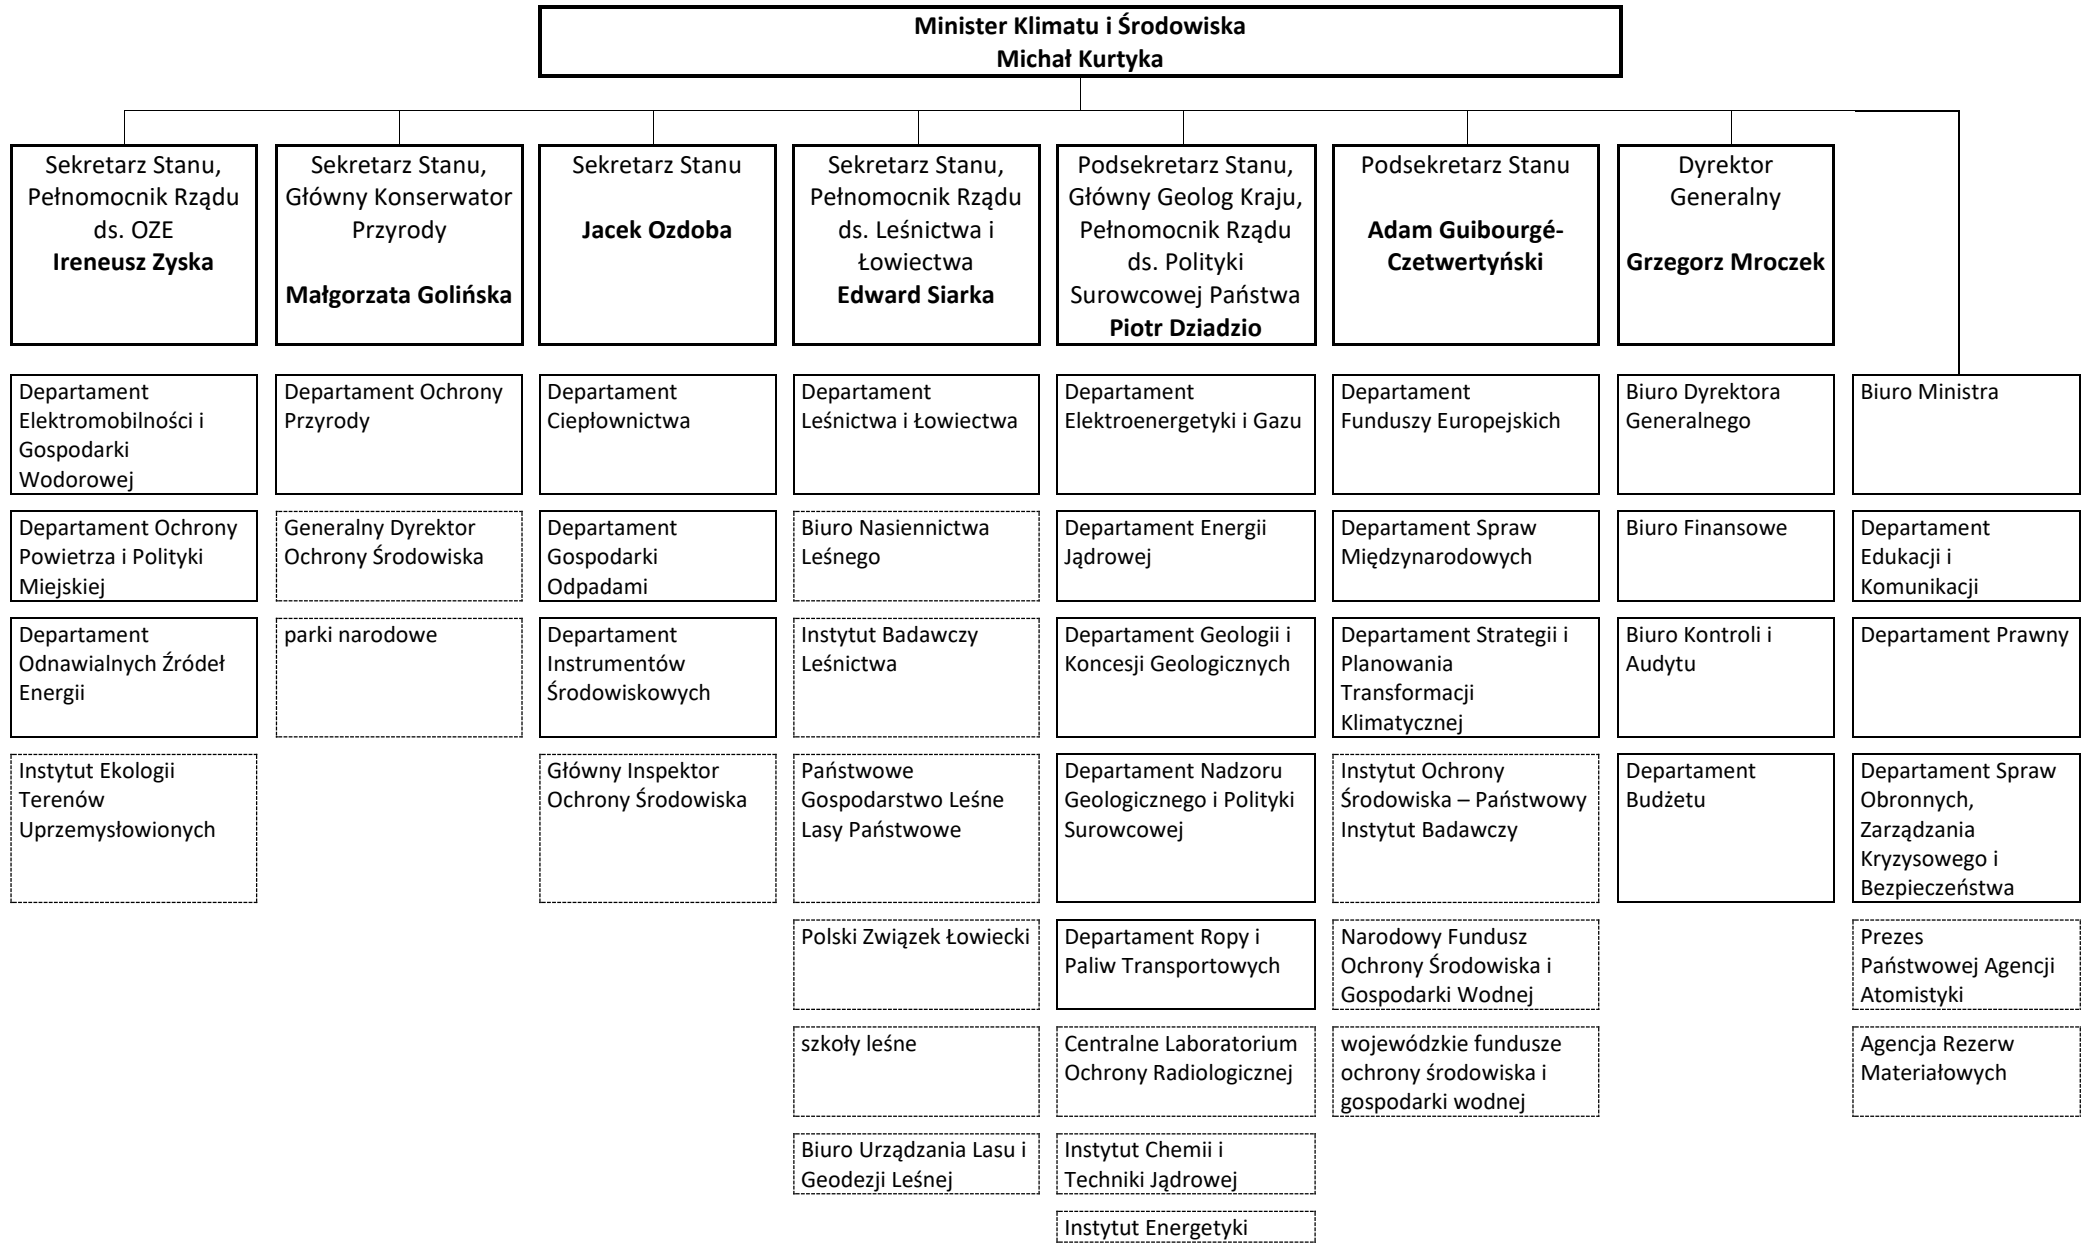 Minister Klimatu i Środowiska
Michał Kurtyka
Sekretarz Stanu,
Pełnomocnik Rządu
ds. OZE
Ireneusz Zyska
Sekretarz Stanu,
Główny Konserwator
Przyrody
Małgorzata Golińska
Sekretarz Stanu
Jacek Ozdoba
Sekretarz Stanu,
Pełnomocnik Rządu
ds. Leśnictwa i
Łowiectwa
Edward Siarka
Podsekretarz Stanu,
Główny Geolog Kraju,
Pełnomocnik Rządu
ds. Polityki
Surowcowej Państwa
Piotr Dziadzio
Podsekretarz Stanu
Adam Guibourgé-
Czetwertyński
Dyrektor
Generalny
Grzegorz Mroczek
Departament
Elektromobilności i
Gospodarki
Wodorowej
Departament Ochrony
Przyrody
Departament
Ciepłownictwa
Departament
Leśnictwa i Łowiectwa
Departament
Elektroenergetyki i Gazu
Departament
Funduszy Europejskich
Biuro Dyrektora
Generalnego
Biuro Ministra
Departament Ochrony
Powietrza i Polityki
Miejskiej
Generalny Dyrektor
Ochrony Środowiska
Departament
Gospodarki
Odpadami
Biuro Nasiennictwa
Leśnego
Departament Energii
Jądrowej
Departament Spraw
Międzynarodowych
Biuro Finansowe
Departament
Edukacji i
Komunikacji
Departament
Odnawialnych Źródeł
Energii
parki narodowe
Departament
Instrumentów
Środowiskowych
Instytut Badawczy
Leśnictwa
Departament Geologii i
Koncesji Geologicznych
Departament Strategii i
Planowania
Transformacji
Klimatycznej
Biuro Kontroli i
Audytu
Departament Prawny
Instytut Ekologii
Terenów
Uprzemysłowionych
Główny Inspektor
Ochrony Środowiska
Państwowe
Gospodarstwo Leśne
Lasy Państwowe
Departament Nadzoru
Geologicznego i Polityki
Surowcowej
Instytut Ochrony
Środowiska – Państwowy
Instytut Badawczy
Departament
Budżetu
Departament Spraw
Obronnych,
Zarządzania
Kryzysowego i
Bezpieczeństwa
Polski Związek Łowiecki
Departament Ropy i
Paliw Transportowych
Narodowy Fundusz
Ochrony Środowiska i
Gospodarki Wodnej
Prezes
Państwowej Agencji
Atomistyki
szkoły leśne
Centralne Laboratorium
Ochrony Radiologicznej
wojewódzkie fundusze
ochrony środowiska i
gospodarki wodnej
Agencja Rezerw
Materiałowych
Biuro Urządzania Lasu i
Geodezji Leśnej
Instytut Chemii i
Techniki Jądrowej
Instytut Energetyki